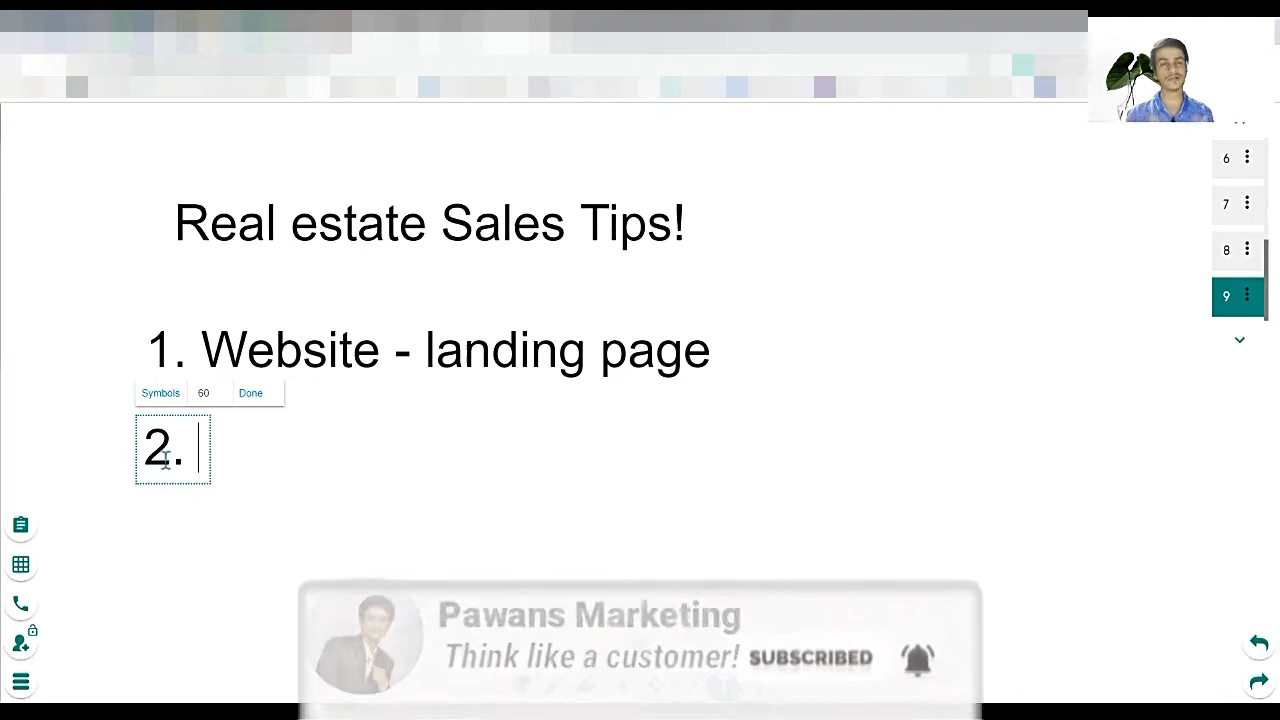 Real estate Sales Tips!
1. Website - landing page
Symbols 60 Done
2.
6
7
8
9
Pawans Marketing
Think like a customer! SUBSCRIBED